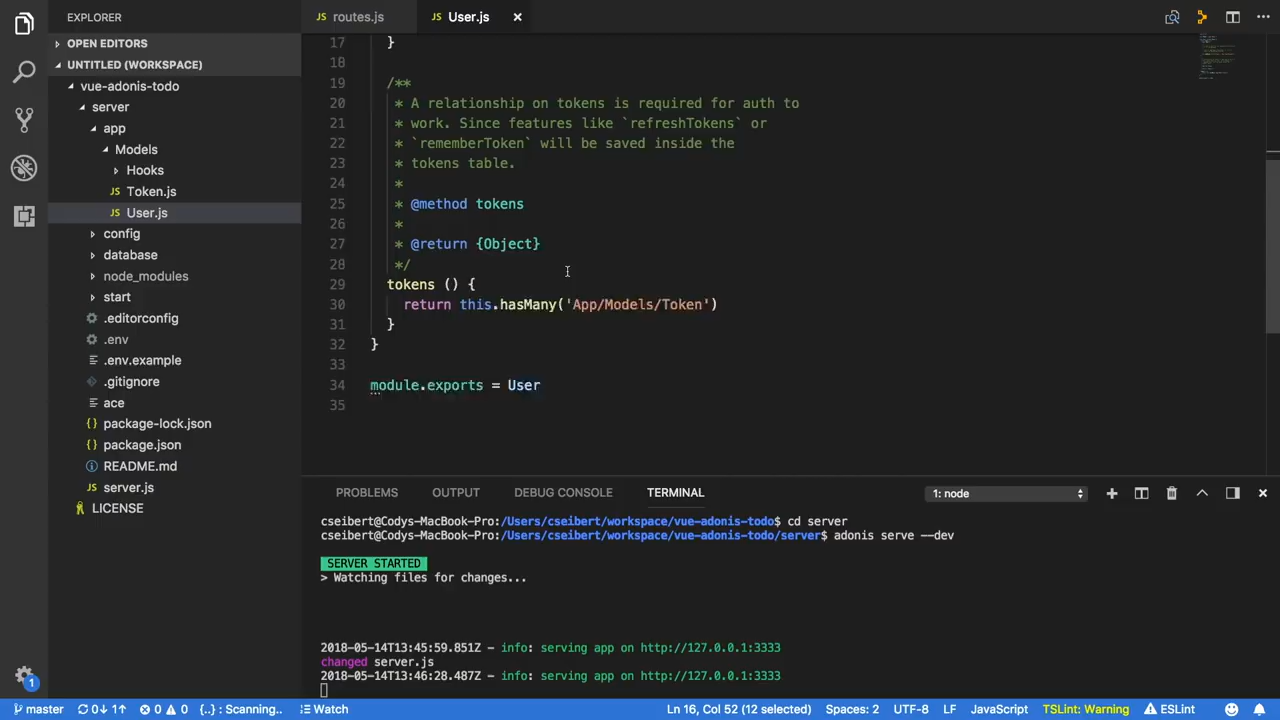 EXPLORER
OPEN EDITORS
UNTITLED (WORKSPACE)
vue-adonis-todo
server
app
Models
Hooks
JS Token.js
JS User.js
config
database
node_modules
start
.editorconfig
.env
.env.example
.gitignore
ace
{} package-lock.json
{} package.json
README.md
JS server.js
LICENSE
1
JS routes.js
JS User.js
17 }
18
19 /**
20 * A relationship on tokens is required for auth to
21 * work. Since features like `refreshTokens` or
22 * `rememberToken` will be saved inside the
23 * tokens table.
24 *
25 * @method tokens
26 *
27 * @return {Object}
28 */
29 tokens () {
30 return this.hasMany('App/Models/Token')
31 }
32 }
33
34 module.exports = User
35
PROBLEMS OUTPUT DEBUG CONSOLE TERMINAL 1: node
cseibert@Codys-MacBook-Pro:/Users/cseibert/workspace/vue-adonis-todo$ cd server
cseibert@Codys-MacBook-Pro:/Users/cseibert/workspace/vue-adonis-todo/server$ adonis serve --dev
SERVER STARTED
> Watching files for changes...
2018-05-14T13:45:59.851Z - info: serving app on http://127.0.0.1:3333
changed server.js
2018-05-14T13:46:28.487Z - info: serving app on http://127.0.0.1:3333
master 0↓ 1↑ 0 0 {..} : Scanning.. Watch Ln 16, Col 52 (12 selected) Spaces: 2 UTF-8 LF JavaScript TSLint: Warning ESLint